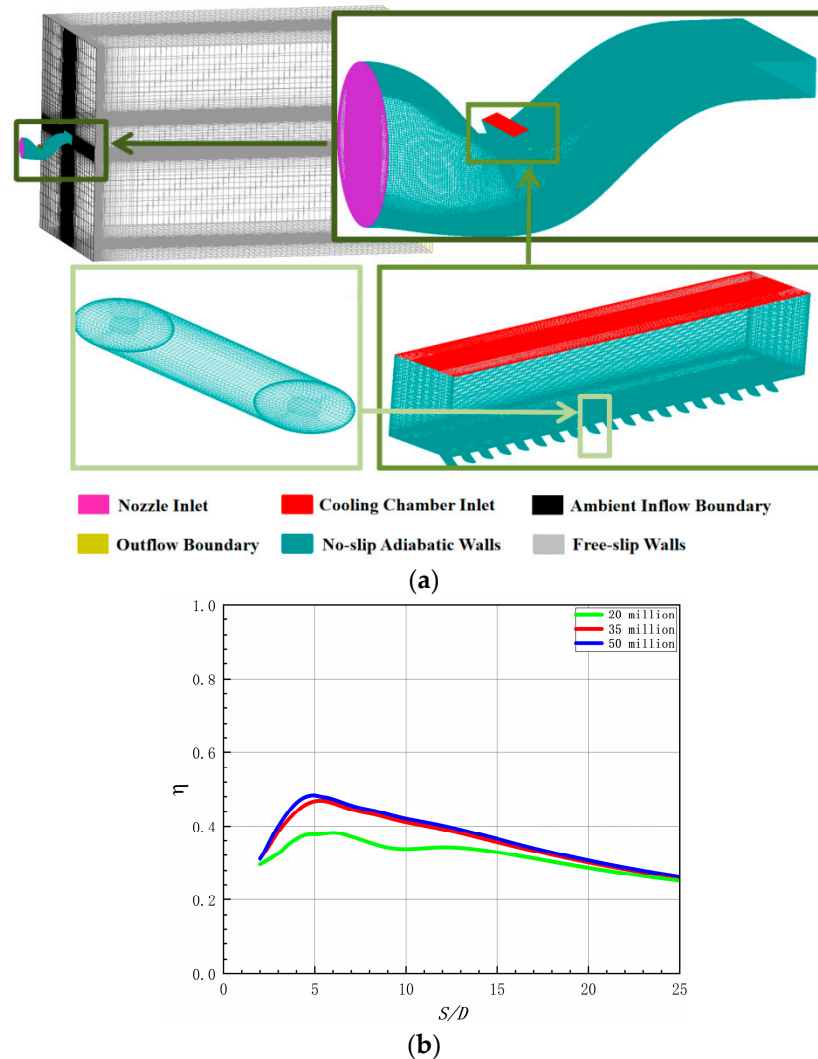 Nozzle Inlet
Cooling Chamber Inlet
Ambient Inflow Boundary
Outflow Boundary
No-slip Adiabatic Walls
Free-slip Walls
(a)
1.0
20 million
35 million
50 million
0.8
0.6
η
0.4
0.2
0.0
0 5 10 15 20 25
S/D
(b)